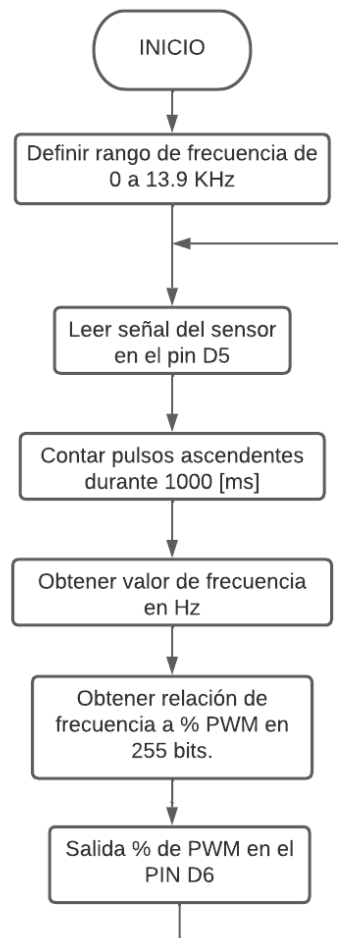 INICIO
Definir rango de frecuencia de
0 a 13.9 KHz
Leer señal del sensor
en el pin D5
Contar pulsos ascendentes
durante 1000 [ms]
Obtener valor de frecuencia
en Hz
Obtener relación de
frecuencia a % PWM en
255 bits.
Salida % de PWM en el
PIN D6